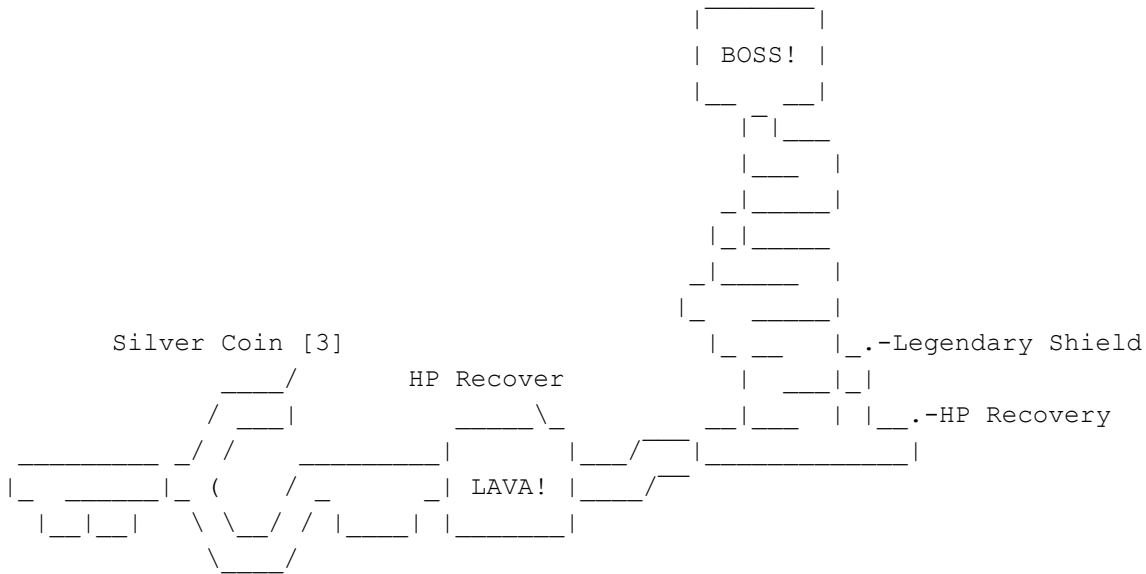 BOSS!
Silver Coin [3]
.-Legendary Shield
HP Recover
.-HP Recovery
LAVA!